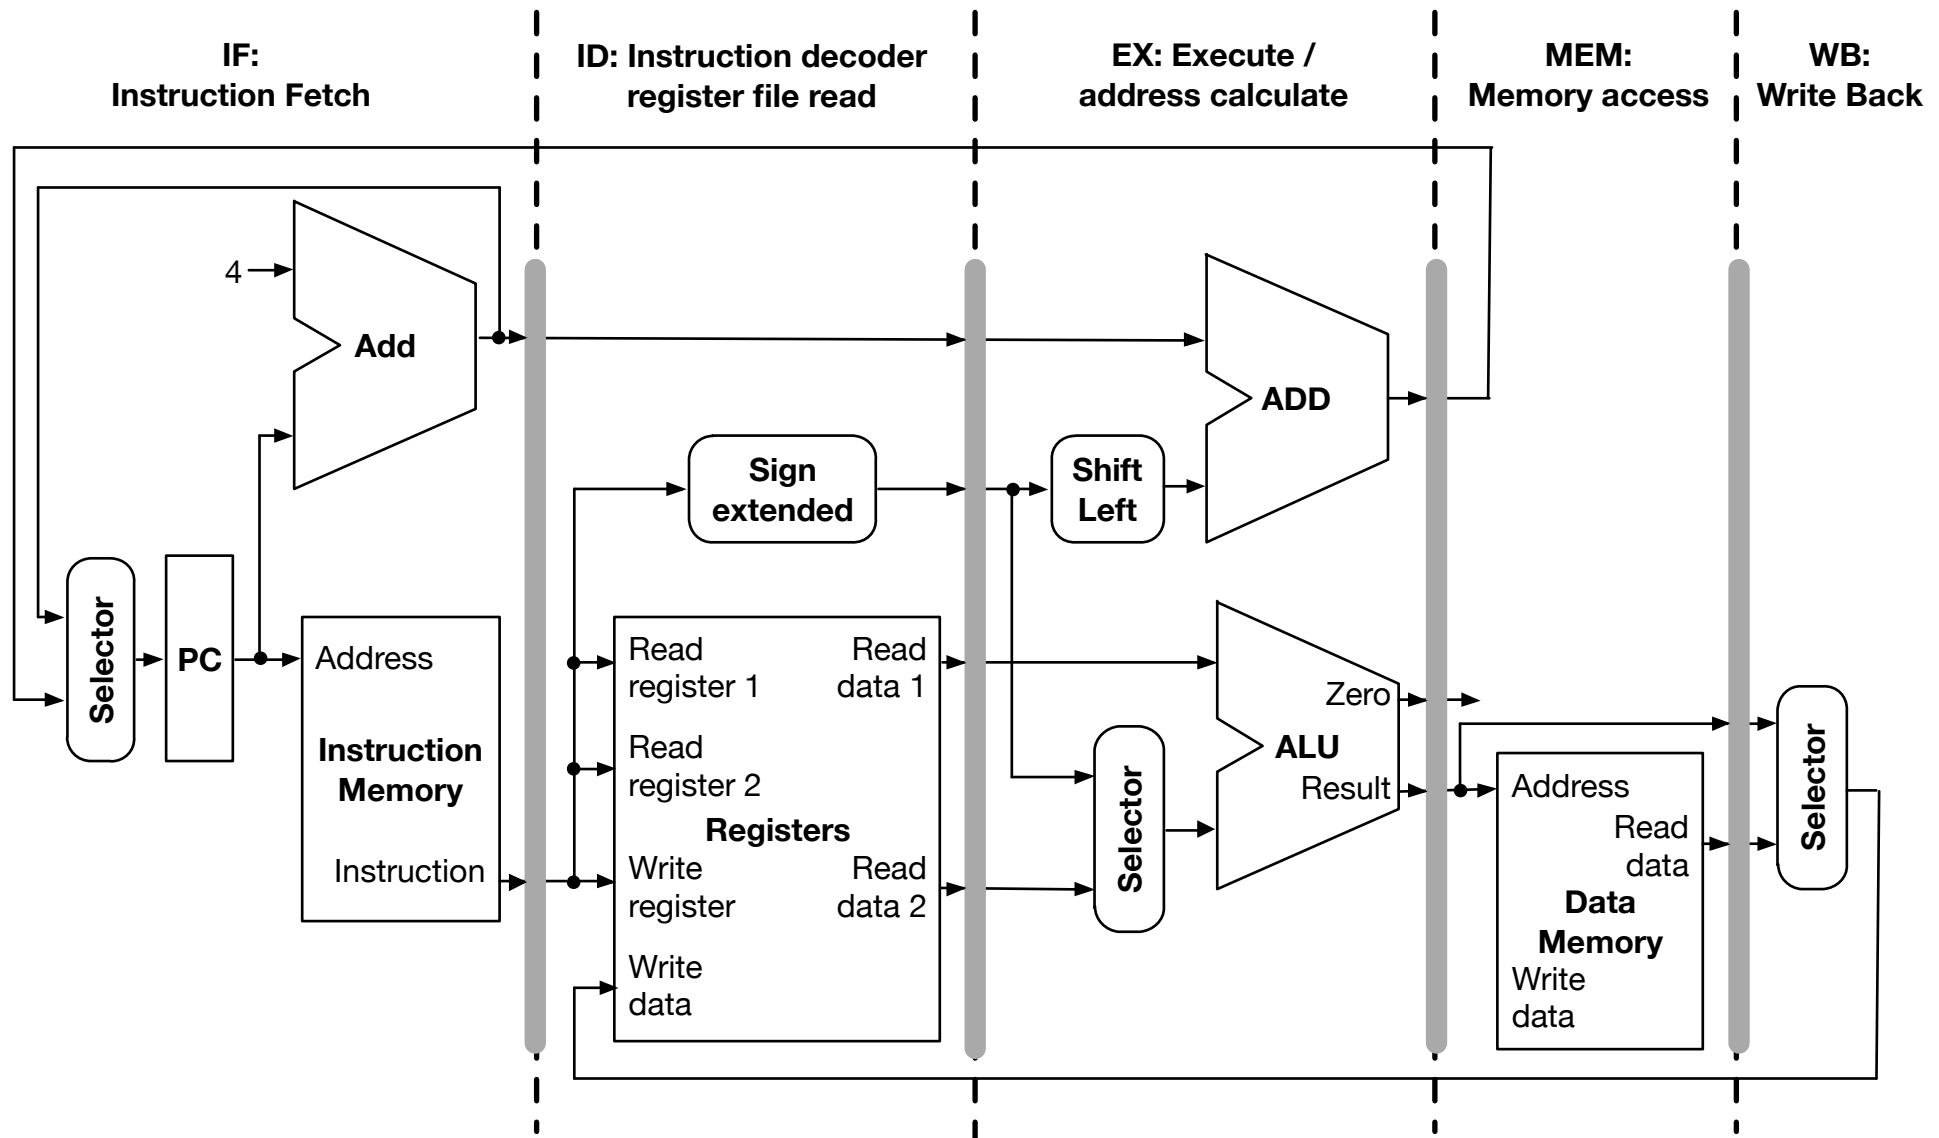 IF:
Instruction Fetch
ID: Instruction decoder
register file read
EX: Execute /
address calculate
MEM:
Memory access
WB:
Write Back
4
Add
Selector
PC
Address
Instruction
Memory
Instruction
Sign
extended
Read
register 1
Read
data 1
Read
register 2
Registers
Write
register
Read
data 2
Write
data
ADD
Shift
Left
Selector
Zero
ALU
Result
Address
Read
data
Data
Memory
Write
data
Selector